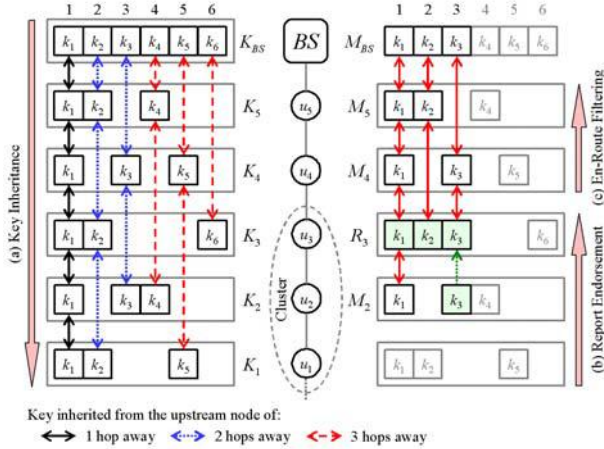 1 2 3 4 5 6
1 2 3 4 5 6
k1 k2 k3 k4 k5 k6 KBS BS MBS k1 k2 k3 k4 k5 k6
k1 k2 k4 K5 u5 M5 k1 k2 k4
k1 k3 k5 K4 u4 M4 k1 k3 k5
k1 k2 k6 K3 u3 R3 k1 k2 k3 k6
k1 k3 k4 K2 u2 M2 k1 k3 k4
k1 k2 k5 K1 u1 k1 k2 k5
(a) Key Inheritance
Cluster
(c) En-Route Filtering
(b) Report Endorsement
Key inherited from the upstream node of:
1 hop away 2 hops away 3 hops away